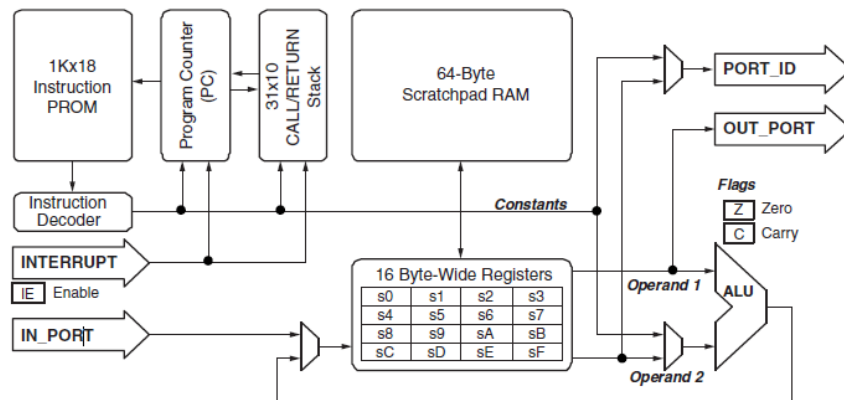 1Kx18
Instruction
PROM
Program Counter
(PC)
31x10
CALL/RETURN
Stack
64-Byte
Scratchpad RAM
PORT_ID
OUT_PORT
Instruction
Decoder
Constants
Flags
Z Zero
C Carry
INTERRUPT
IE Enable
IN_PORT
16 Byte-Wide Registers
s0 s1 s2 s3
s4 s5 s6 s7
s8 s9 sA sB
sC sD sE sF
Operand 1
ALU
Operand 2